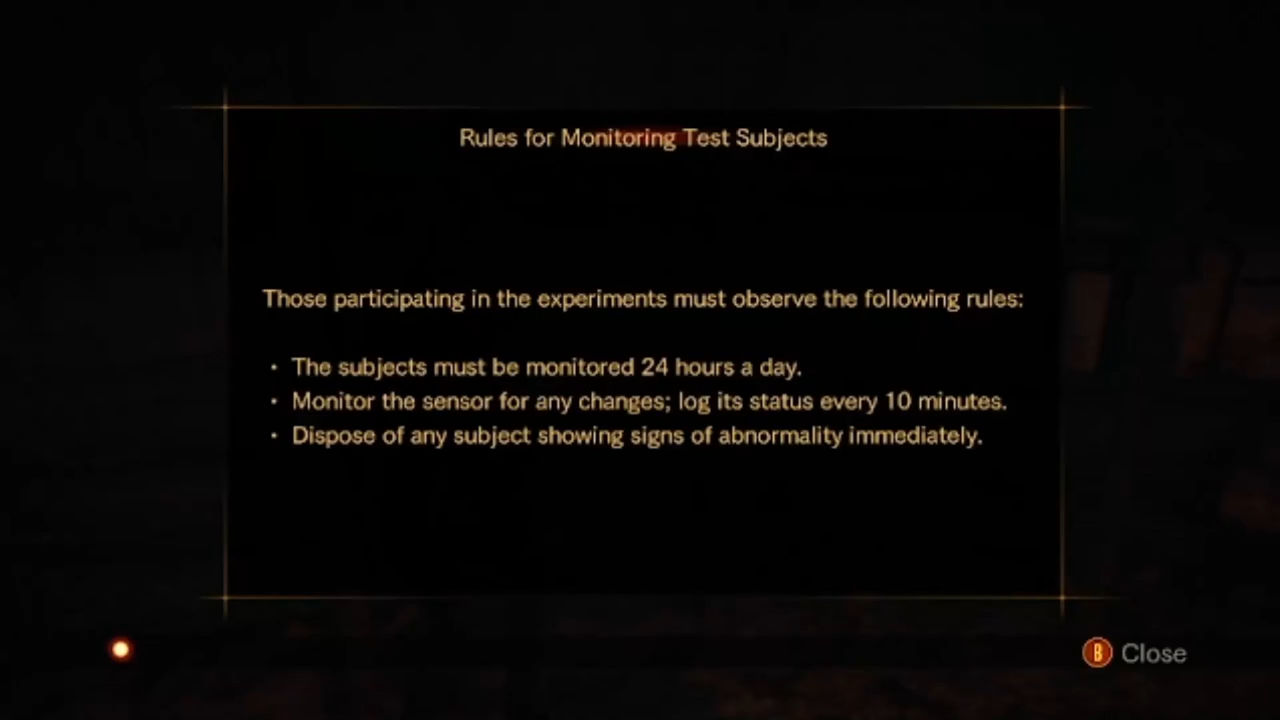 Rules for Monitoring Test Subjects
Those participating in the experiments must observe the following rules:
・ The subjects must be monitored 24 hours a day.
・ Monitor the sensor for any changes; log its status every 10 minutes.
・ Dispose of any subject showing signs of abnormality immediately.
B Close